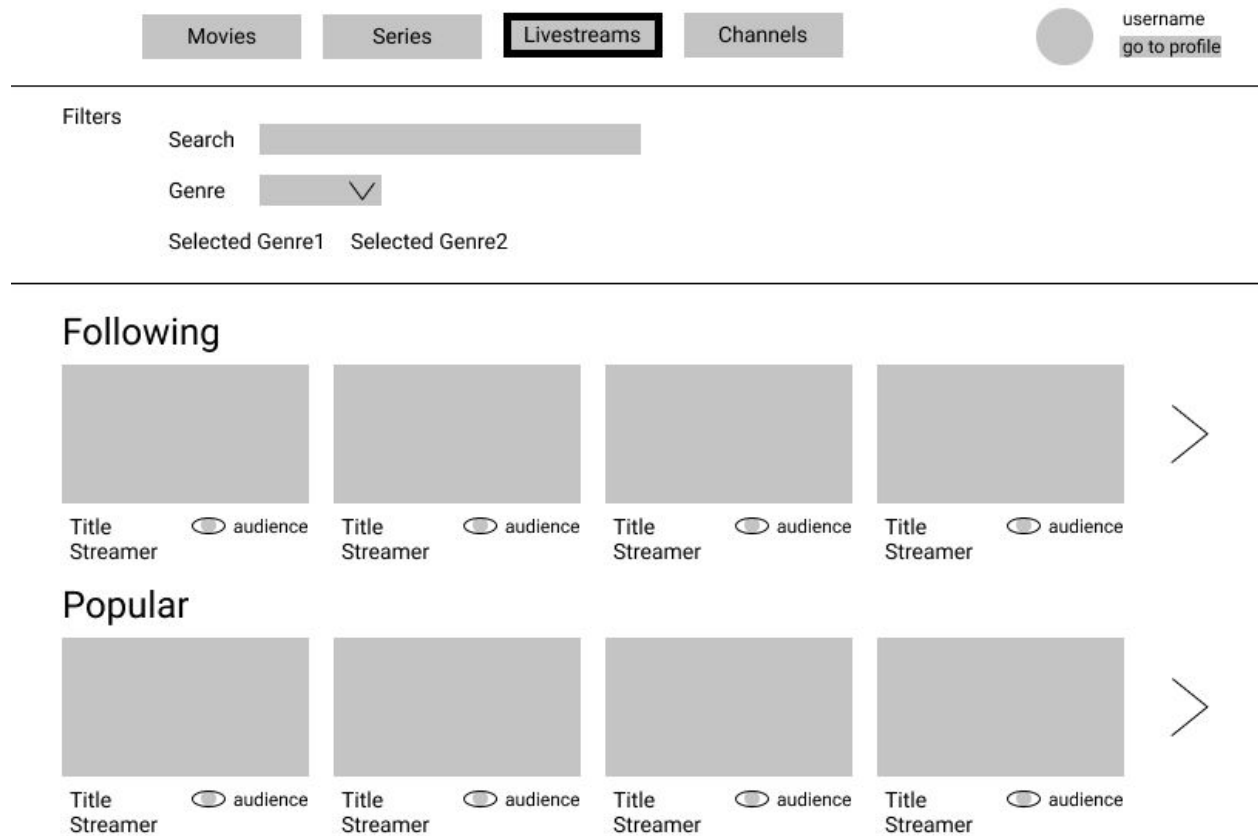 Movies Series Livestreams Channels username
go to profile
Filters
Search
Genre
Selected Genre1 Selected Genre2
Following
Title audience Title audience Title audience Title audience
Streamer Streamer Streamer Streamer
Popular
Title audience Title audience Title audience Title audience
Streamer Streamer Streamer Streamer